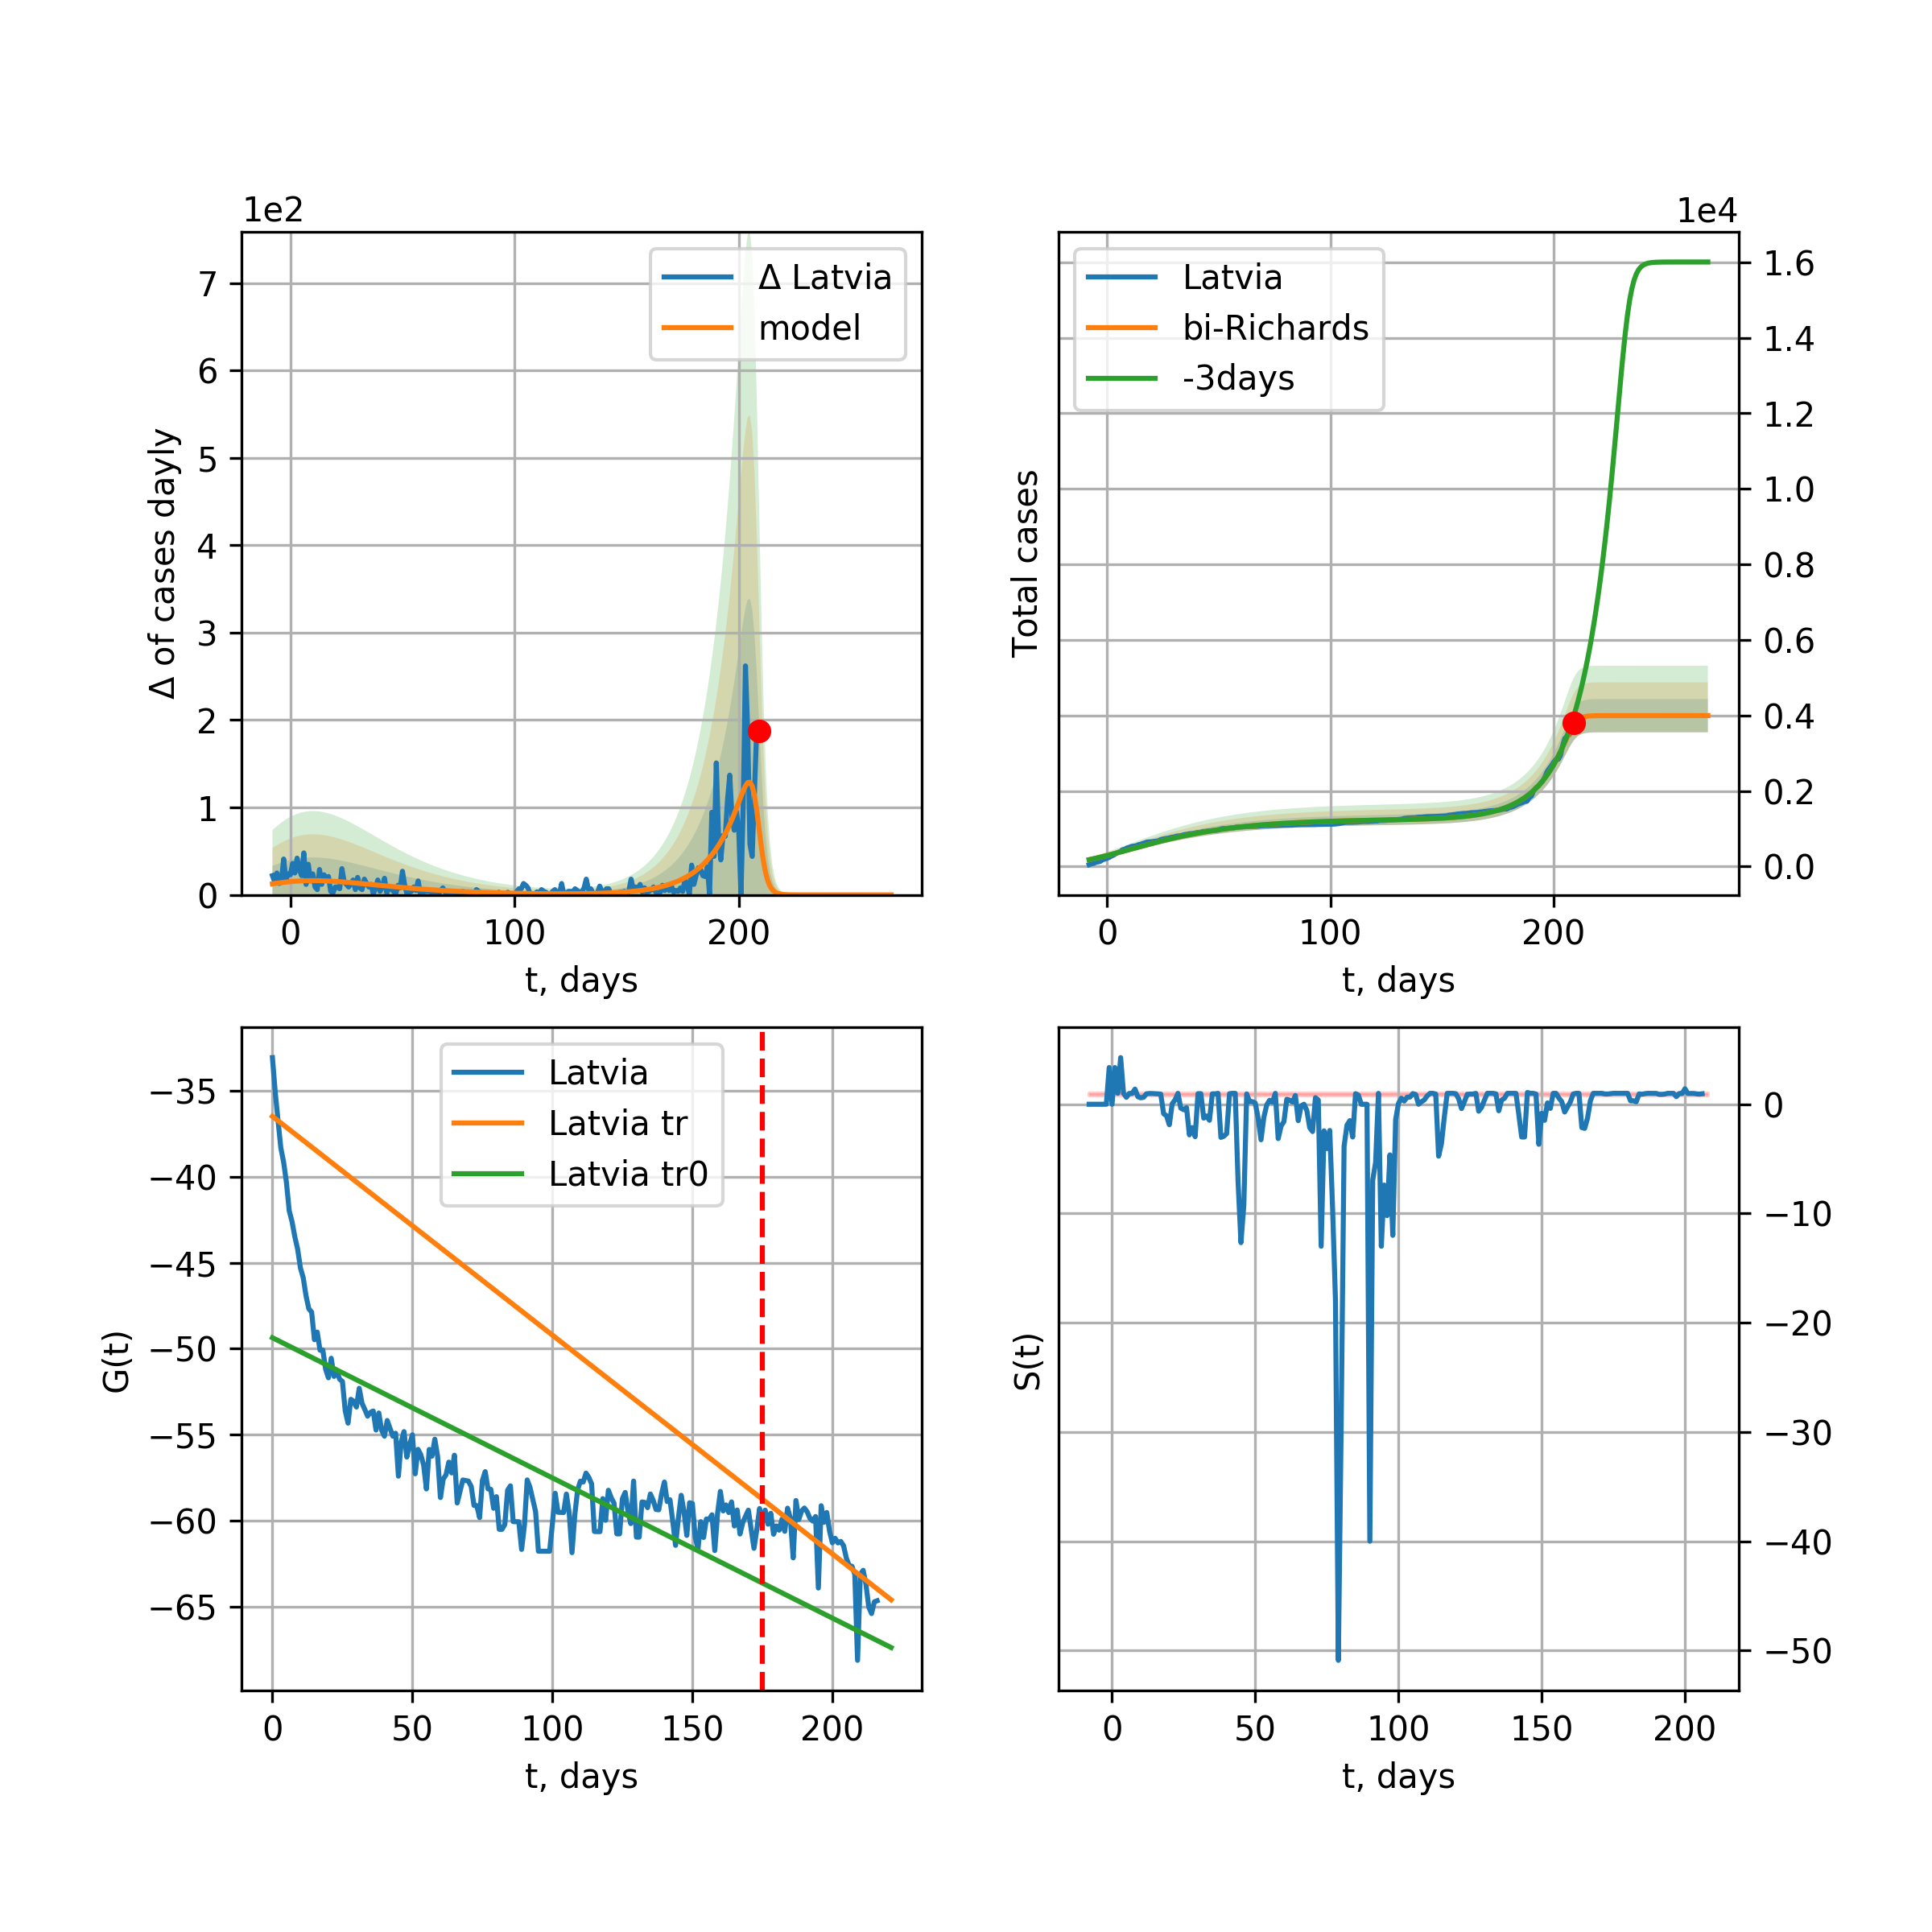 1e2
Δ of cases dayly
7
6
5
4
3
2
1
0
Δ Latvia
model
0 100 200
t, days
1e4
Total cases
Latvia
bi-Richards
-3days
1.6
1.4
1.2
1.0
0.8
0.6
0.4
0.2
0.0
0 100 200
t, days
G(t)
−35
−40
−45
−50
−55
−60
−65
Latvia
Latvia tr
Latvia tr0
0 50 100 150 200
t, days
S(t)
0
−10
−20
−30
−40
−50
0 50 100 150 200
t, days